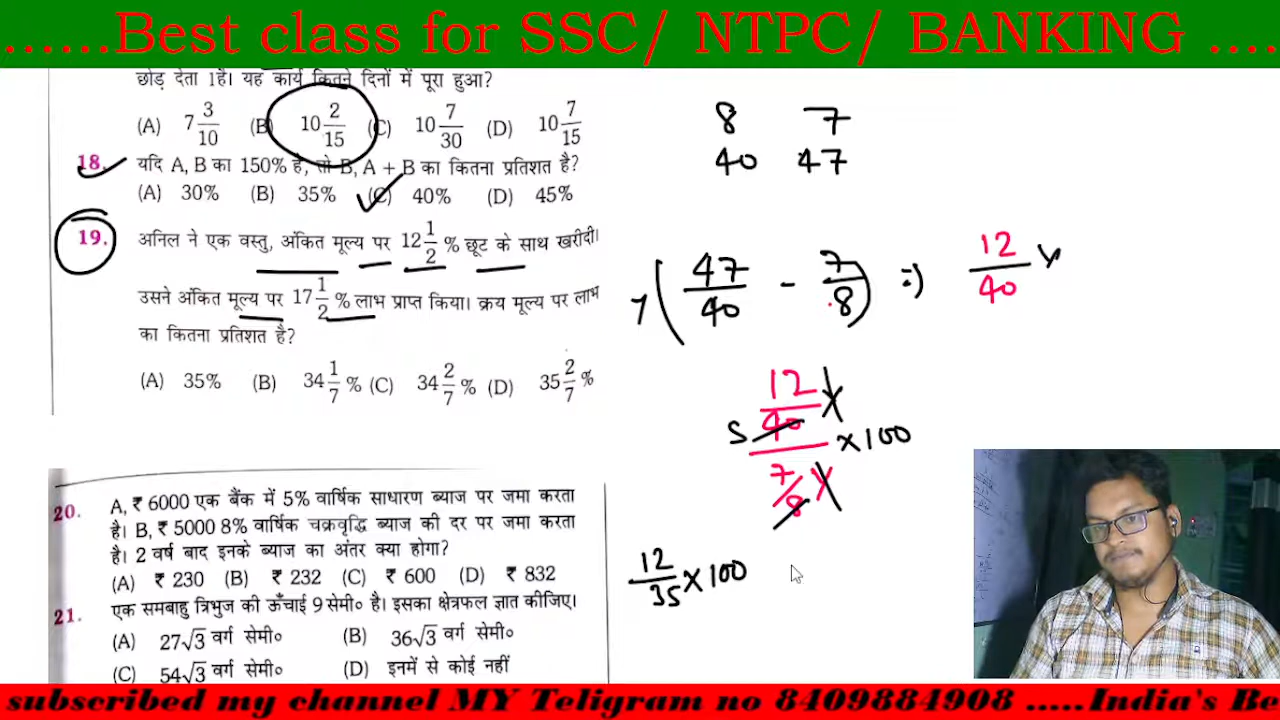 ......Best class for SSC/ NTPC/ BANKING ....
छोड़ देता 1है। यह कार्य कितने दिनों में पूरा हुआ?
(A) 7 3/10 (B) 10 2/15 (C) 10 7/30 (D) 10 7/15
18. यदि A, B का 150% है, तो B, A + B का कितना प्रतिशत है?
(A) 30% (B) 35% (C) 40% (D) 45%
19. अनिल ने एक वस्तु, अंकित मूल्य पर 12 1/2 % छूट के साथ खरीदी।
उसने अंकित मूल्य पर 17 1/2 % लाभ प्राप्त किया। क्रय मूल्य पर लाभ
का कितना प्रतिशत है?
(A) 35% (B) 34 1/7 % (C) 34 2/7 % (D) 35 2/7 %
20. A, ₹ 6000 एक बैंक में 5% वार्षिक साधारण ब्याज पर जमा करता
है। B, ₹ 5000 8% वार्षिक चक्रवृद्धि ब्याज की दर पर जमा करता
है। 2 वर्ष बाद इनके ब्याज का अंतर क्या होगा?
(A) ₹ 230 (B) ₹ 232 (C) ₹ 600 (D) ₹ 832
21. एक समबाहु त्रिभुज की ऊँचाई 9 सेमी० है। इसका क्षेत्रफल ज्ञात कीजिए।
(A) 27√3 वर्ग सेमी० (B) 36√3 वर्ग सेमी०
(C) 54√3 वर्ग सेमी० (D) इनमें से कोई नहीं
8 7
40 47
( 47/40 - 7/8 ) 12/40
12/40
5
× 100
7/8
12/35 × 100
subscribed my channel MY Teligram no 8409884908 .....India's Be